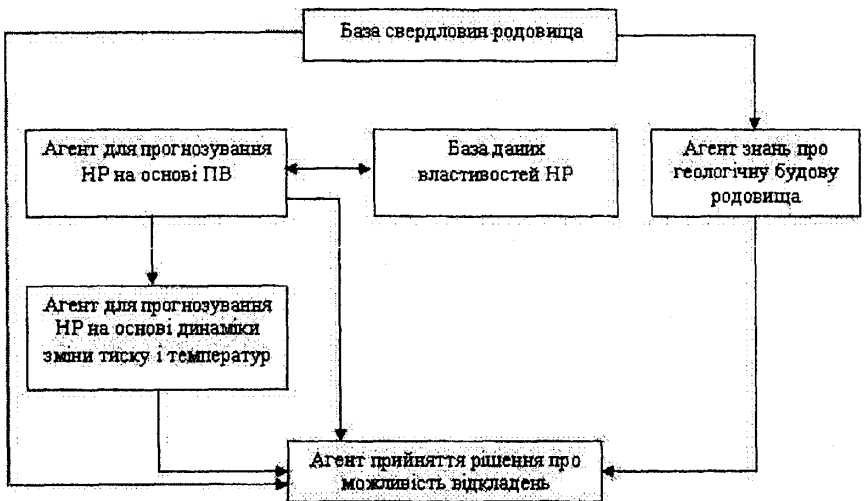 База свердловин родовища
Агент для прогнозування
НР на основі ПВ
База даних
властивостей НР
Агент знань про
геологічну будову
родовища
Агент для прогнозування
НР на основі динаміки
зміни тиску і температур
Агент прийняття рішення про
можливість відкладень